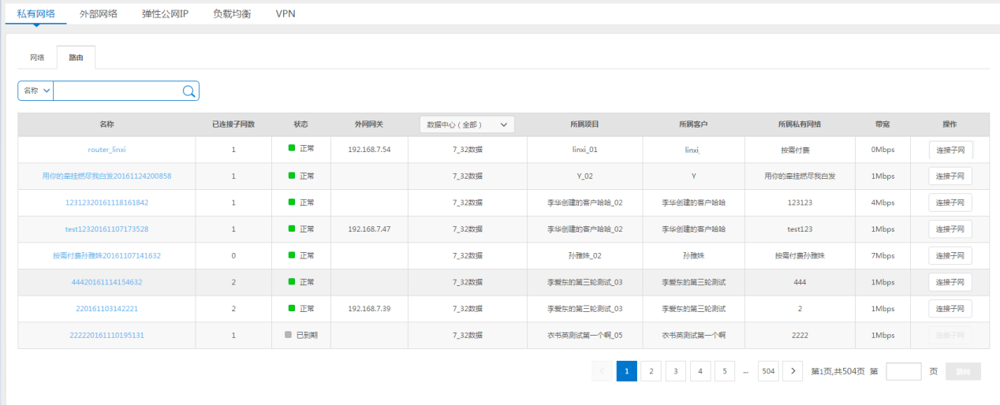 私有网络 外部网络 弹性公网IP 负载均衡 VPN
网络 路由
名称
名称 已连接子网数 状态 外网网关 数据中心（全部） 所属项目 所属客户 所属私有网络 带宽 操作
router_linxi 1 正常 192.168.7.54 7_32数据 linxi_01 linxi 按需付费 0Mbps 连接子网
用你的牵挂燃尽我白发20161124200858 1 正常 7_32数据 Y_02 Y 用你的牵挂燃尽我白发 1Mbps 连接子网
12312320161118161842 1 正常 7_32数据 李华创建的客户哈哈_02 李华创建的客户哈哈 123123 4Mbps 连接子网
test12320161107173528 1 正常 192.168.7.47 7_32数据 李华创建的客户哈哈_02 李华创建的客户哈哈 test123 1Mbps 连接子网
按需付费孙雅姝20161107141632 0 正常 7_32数据 孙雅姝_02 孙雅姝 按需付费孙雅姝 7Mbps 连接子网
44420161114154632 2 正常 7_32数据 李爱东的第三轮测试_03 李爱东的第三轮测试 444 1Mbps 连接子网
220161103142221 2 正常 192.168.7.39 7_32数据 李爱东的第三轮测试_03 李爱东的第三轮测试 2 1Mbps 连接子网
222220161110195131 1 已到期 7_32数据 衣书英测试第一个啊_05 衣书英测试第一个啊 2222 1Mbps 连接子网
< 1 2 3 4 5 ... 504 > 第1页,共504页 第 页 跳转